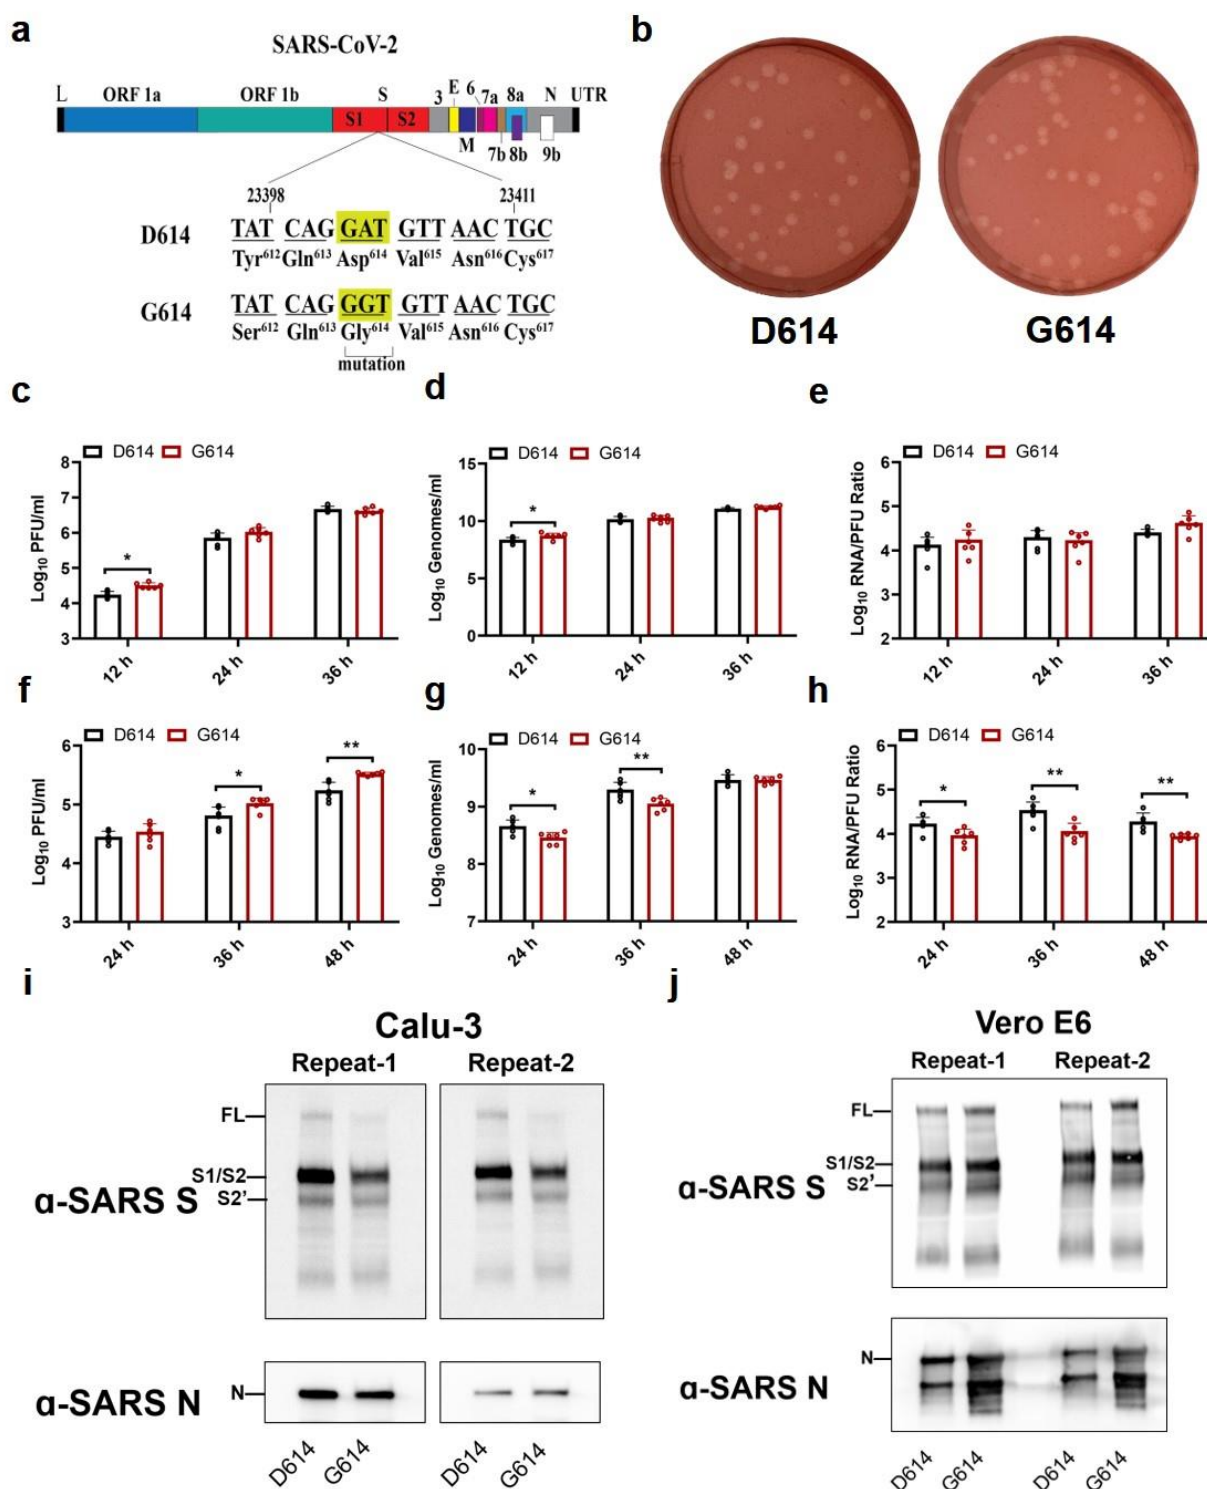 a
SARS-CoV-2
L ORF 1a ORF 1b S 3 E 6 7a 8a N UTR
S1 S2
M 7b 8b 9b
23398 23411
D614 TAT CAG GAT GTT AAC TGC
Tyr612 Gln613 Asp614 Val615 Asn616 Cys617
G614 TAT CAG GGT GTT AAC TGC
Ser612 Gln613 Gly614 Val615 Asn616 Cys617
mutation
b
D614 G614
c
D614 G614
Log10 PFU/ml
8
7
6
5
4
3
*
12 h 24 h 36 h
d
D614 G614
Log10 Genomes/ml
15
10
5
0
*
12 h 24 h 36 h
e
D614 G614
Log10 RNA/PFU Ratio
6
5
4
3
2
12 h 24 h 36 h
f
D614 G614
Log10 PFU/ml
6
5
4
3
* **
24 h 36 h 48 h
g
D614 G614
Log10 Genomes/ml
10
9
8
7
* **
24 h 36 h 48 h
h
D614 G614
Log10 RNA/PFU Ratio
6
5
4
3
2
* ** **
24 h 36 h 48 h
i
Calu-3
Repeat-1 Repeat-2
FL
S1/S2
S2'
α-SARS S
N
α-SARS N
D614 G614 D614 G614
j
Vero E6
Repeat-1 Repeat-2
FL
S1/S2
S2'
α-SARS S
N
α-SARS N
D614 G614 D614 G614